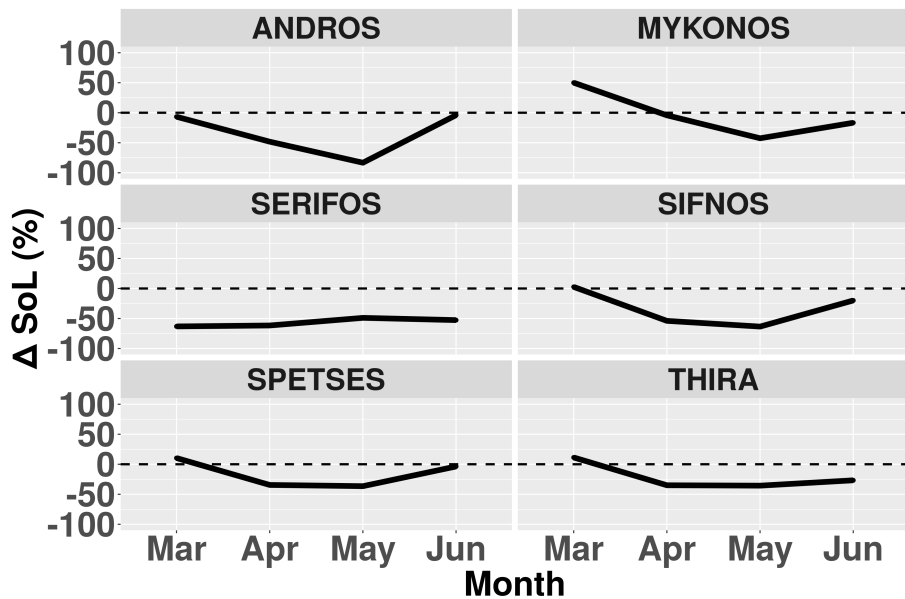 ANDROS MYKONOS
100
50
0
-50
-100
SERIFOS SIFNOS
100
50
0
-50
-100
SPETSES THIRA
100
50
0
-50
-100
Δ SoL (%)
Mar Apr May Jun Mar Apr May Jun
Month